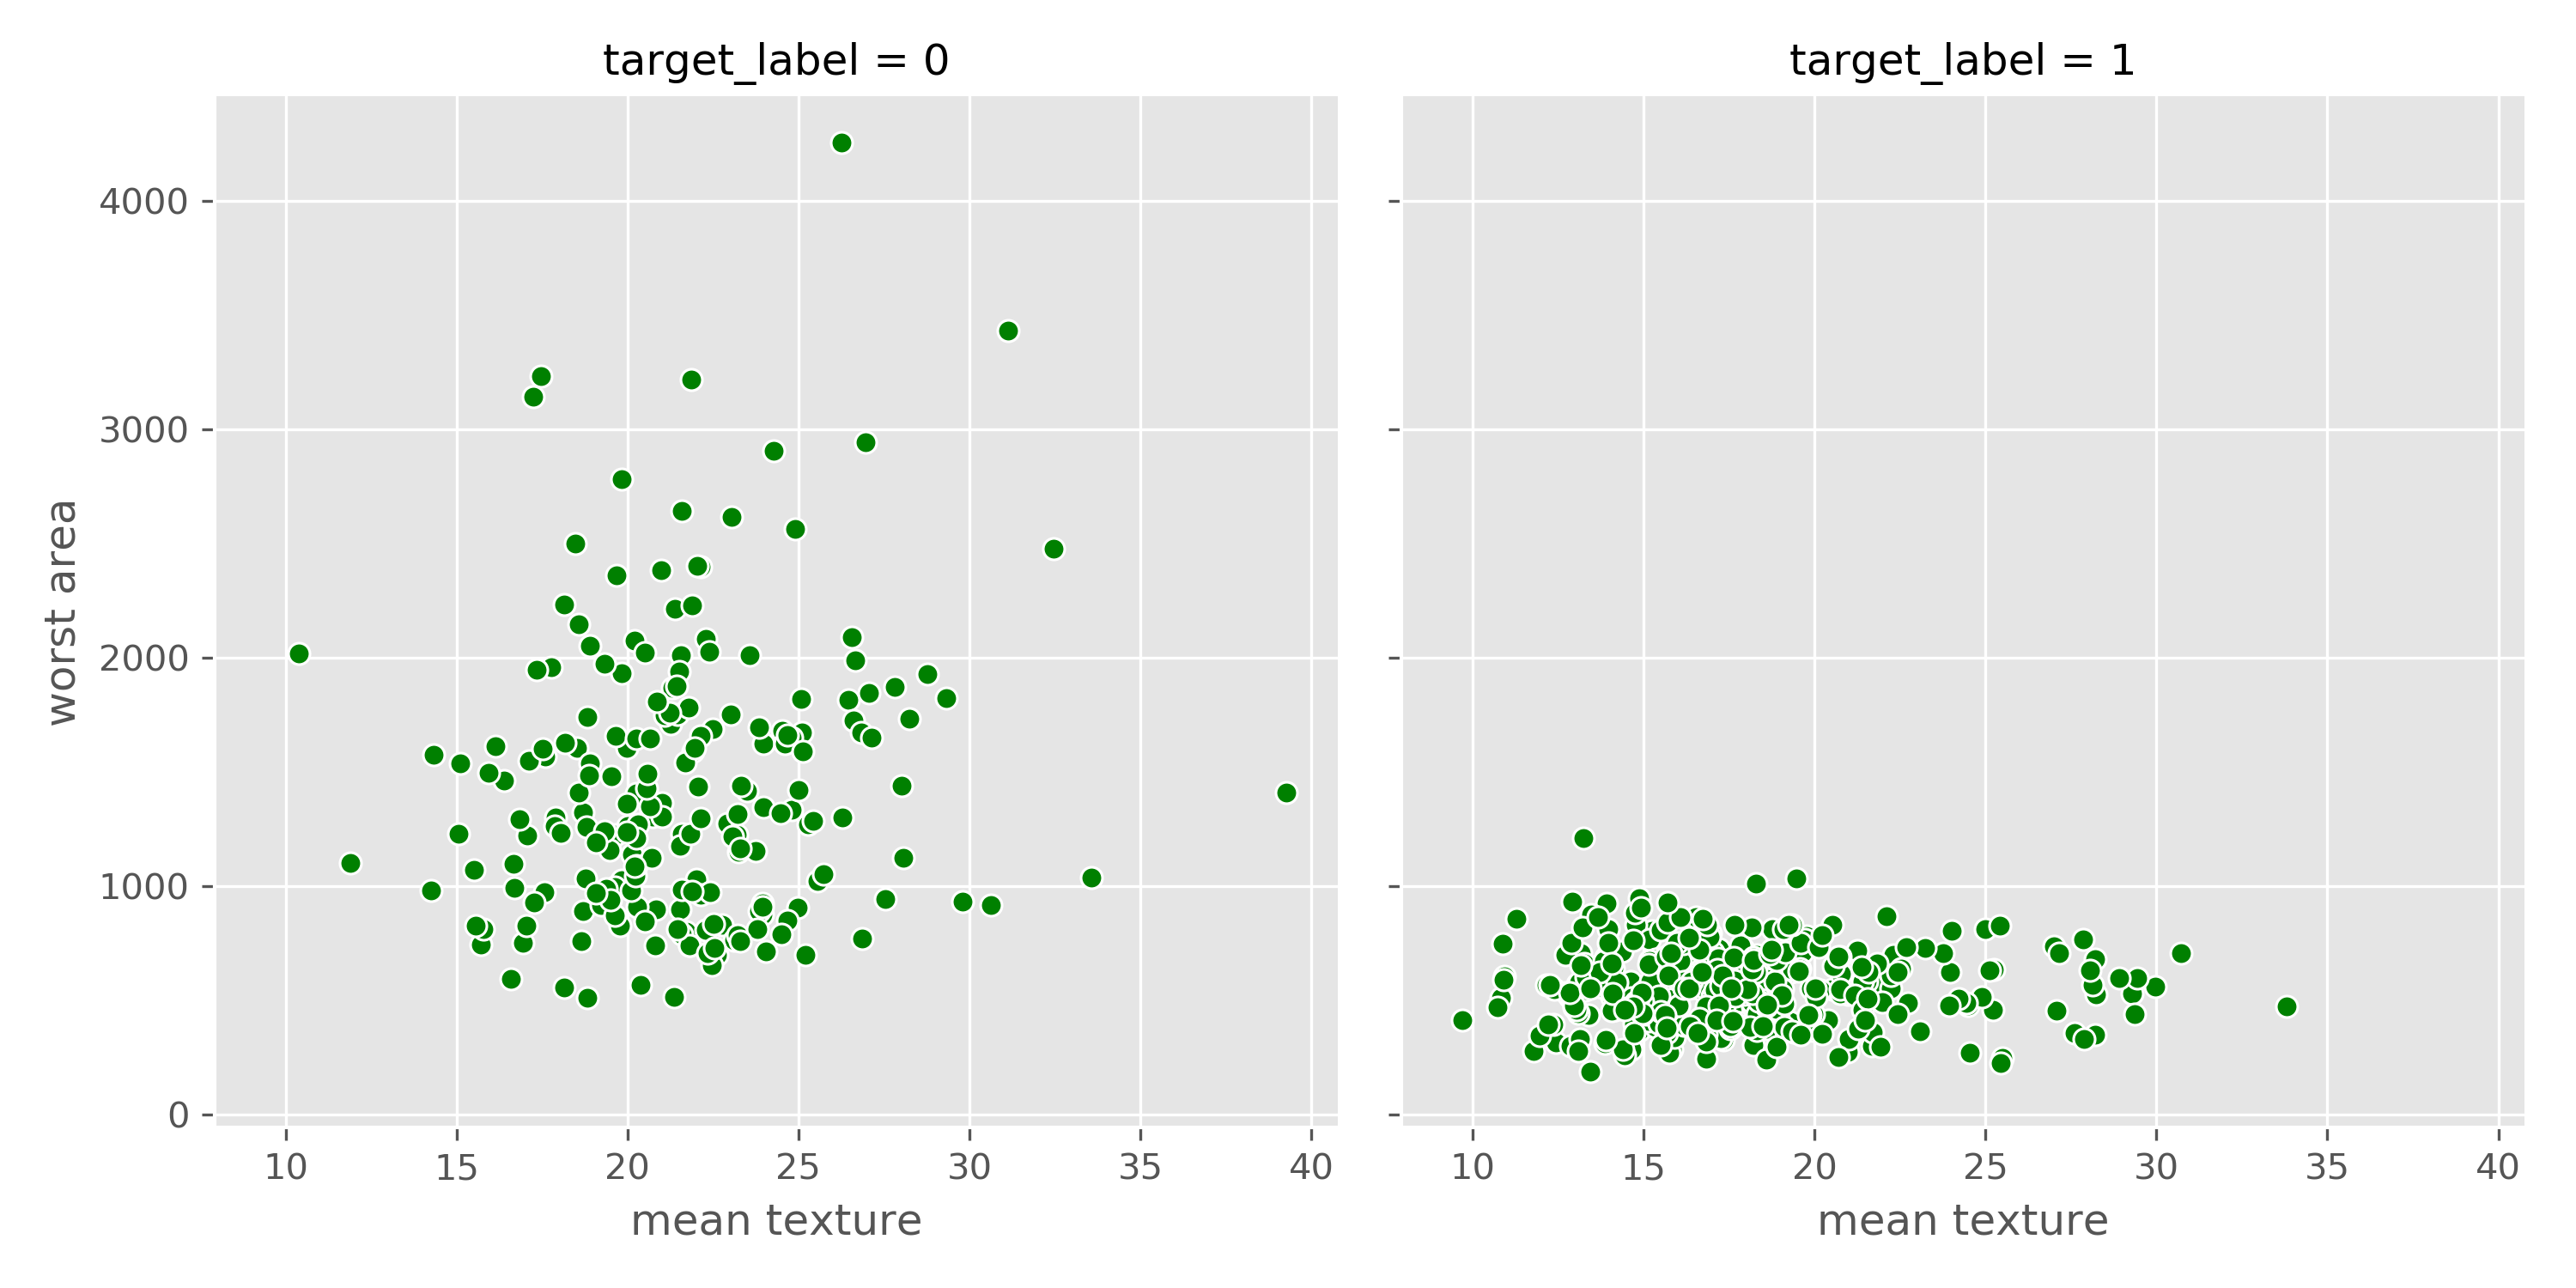 target_label = 0
target_label = 1
worst area
4000
3000
2000
1000
0
10 15 20 25 30 35 40
10 15 20 25 30 35 40
mean texture
mean texture